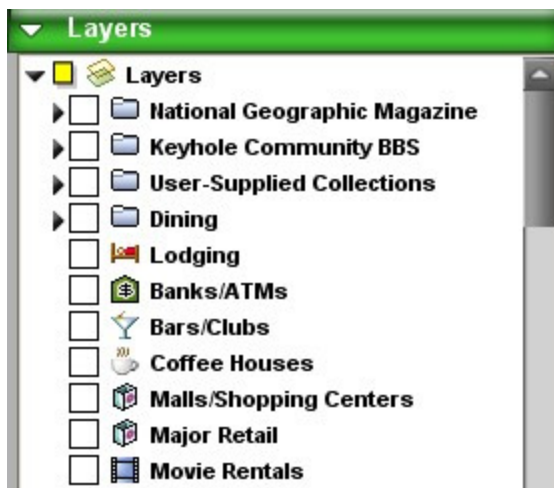 Layers
Layers
National Geographic Magazine
Keyhole Community BBS
User-Supplied Collections
Dining
Lodging
Banks/ATMs
Bars/Clubs
Coffee Houses
Malls/Shopping Centers
Major Retail
Movie Rentals